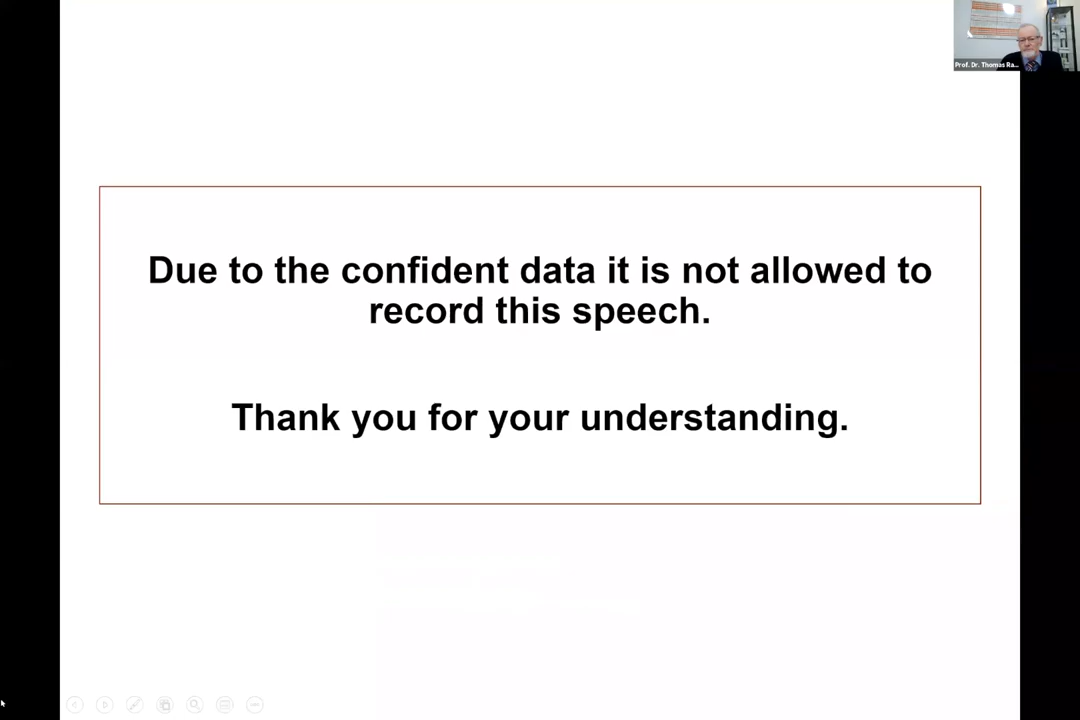 Prof. Dr. Thomas Ra...
Due to the confident data it is not allowed to
record this speech.
Thank you for your understanding.